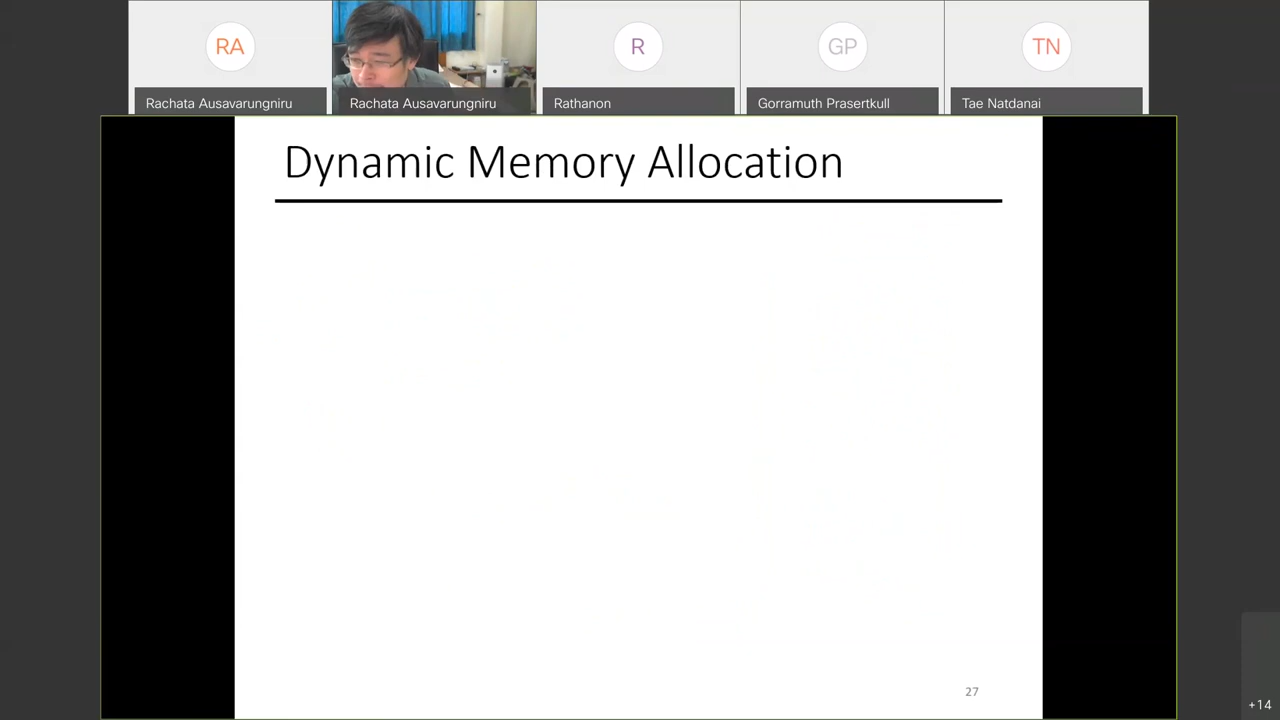 RA
R
GP
TN
Rachata Ausavarungniru
Rachata Ausavarungniru
Rathanon
Gorramuth Prasertkull
Tae Natdanai
Dynamic Memory Allocation
27
+14